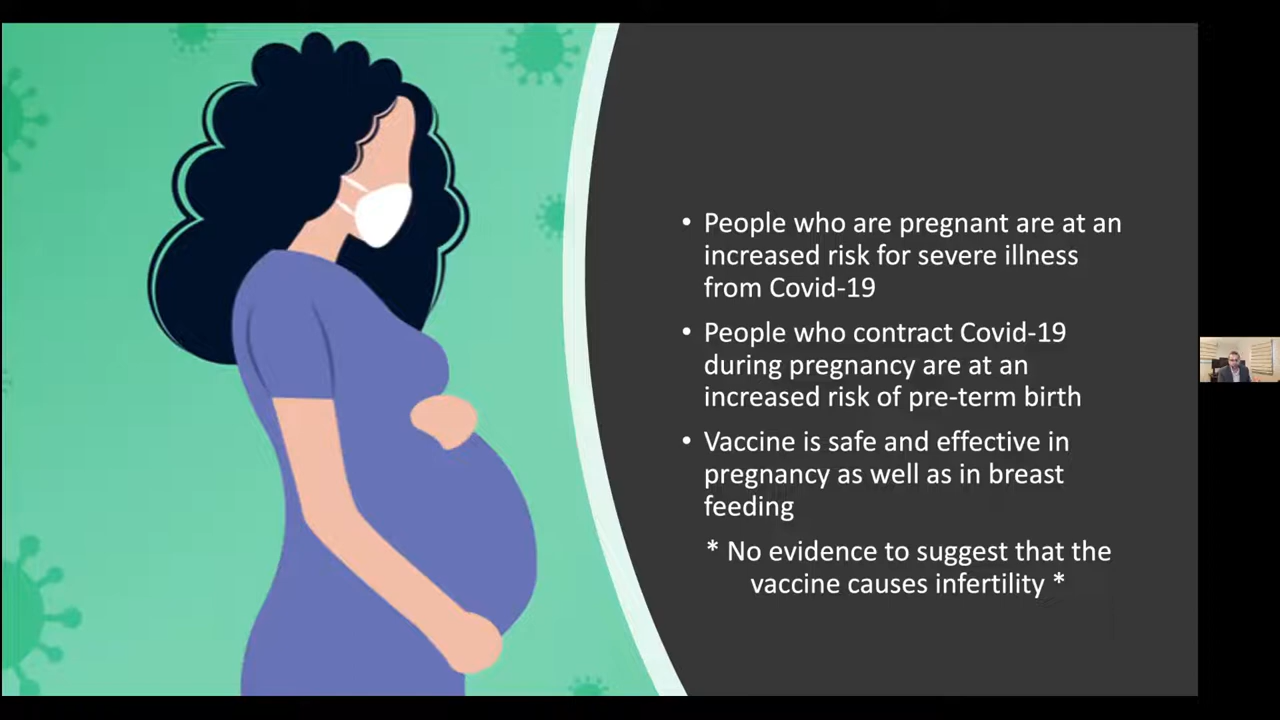 • People who are pregnant are at an
increased risk for severe illness
from Covid-19
• People who contract Covid-19
during pregnancy are at an
increased risk of pre-term birth
• Vaccine is safe and effective in
pregnancy as well as in breast
feeding
* No evidence to suggest that the
vaccine causes infertility *